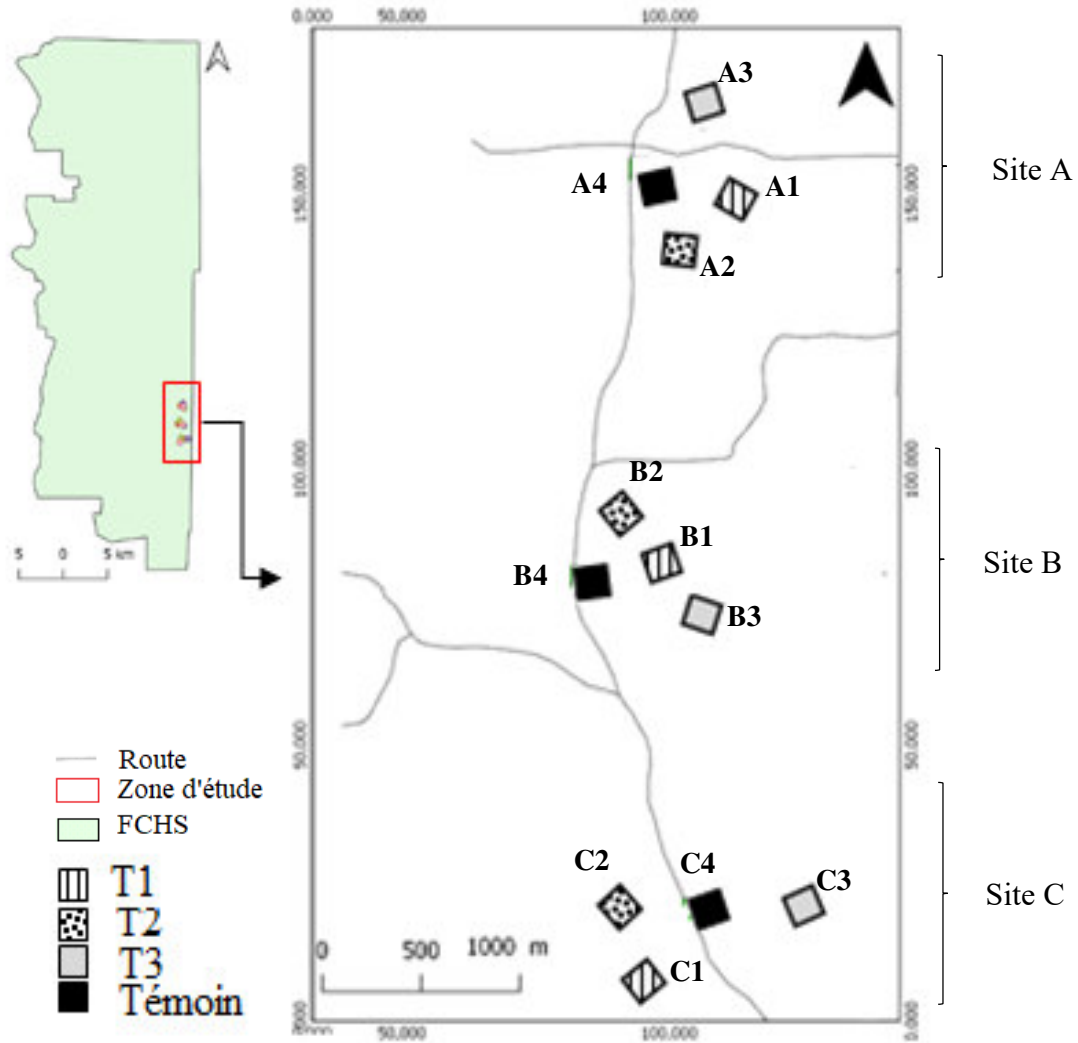 0.000 50.000 100.000
A3
Site A
A4
A1
150.000
150.000
A2
B2
100.000
100.000
B1
Site B
B4
B3
5 0 5 km
50.000
50.000
Route
Zone d'étude
FCHS
C2
C4
C3
Site C
T1
T2
T3
Témoin
0 500 1000 m
C1
0.000
50.000 100.000